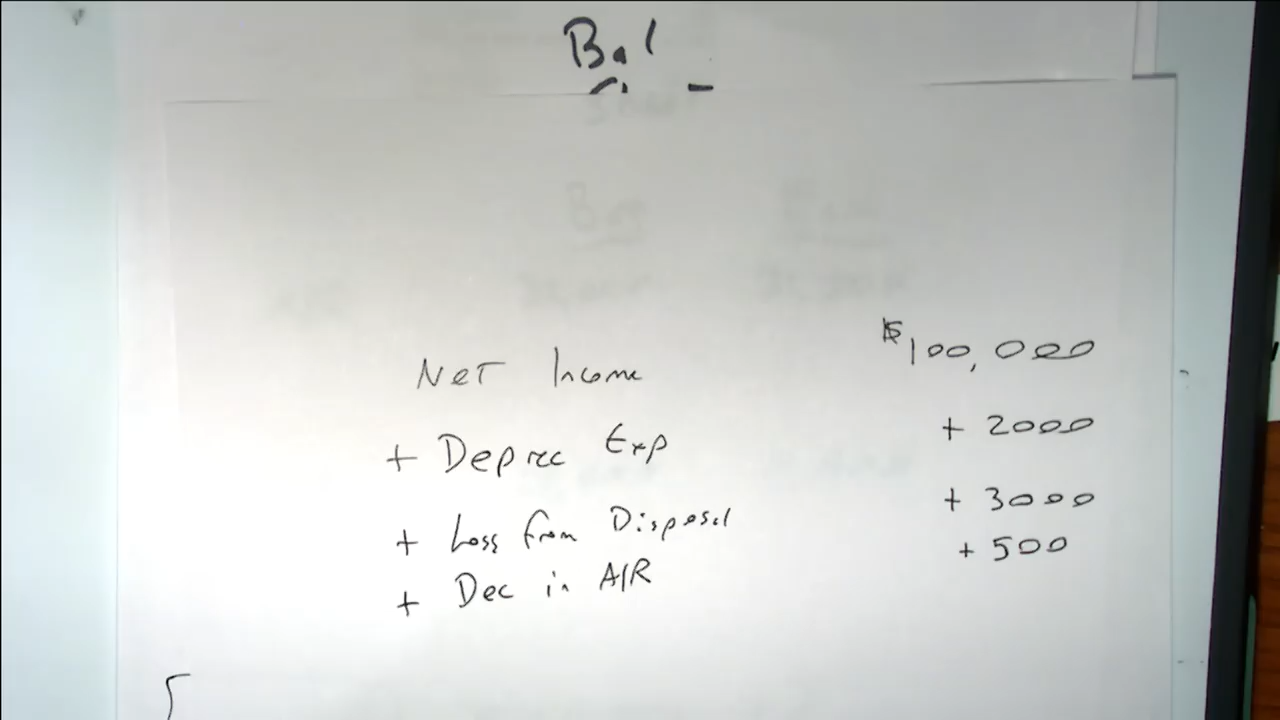 Bal
Net Income $100,000
+ Deprec Exp + 2000
+ Loss from Disposal + 3000
+ Dec in A/R + 500